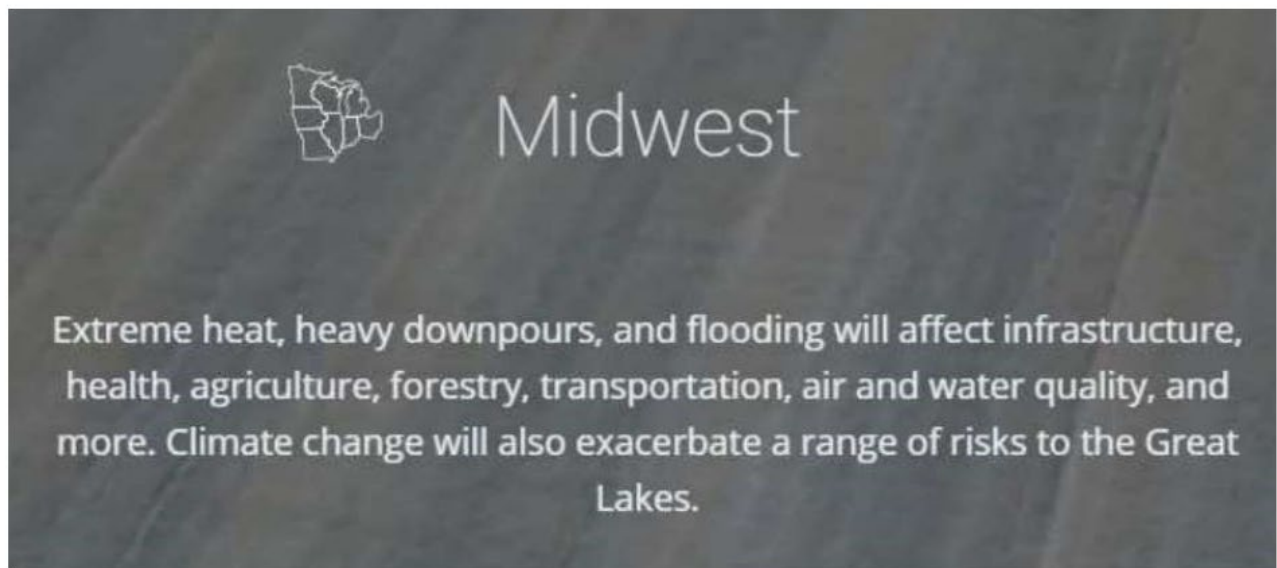 Midwest
Extreme heat, heavy downpours, and flooding will affect infrastructure,
health, agriculture, forestry, transportation, air and water quality, and
more. Climate change will also exacerbate a range of risks to the Great
Lakes.